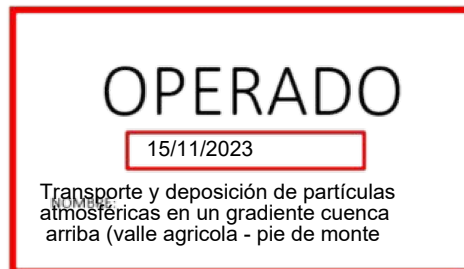 OPERADO
15/11/2023
Transporte y deposición de partículas
NOMBRE:
atmosféricas en un gradiente cuenca
arriba (valle agricola - pie de monte